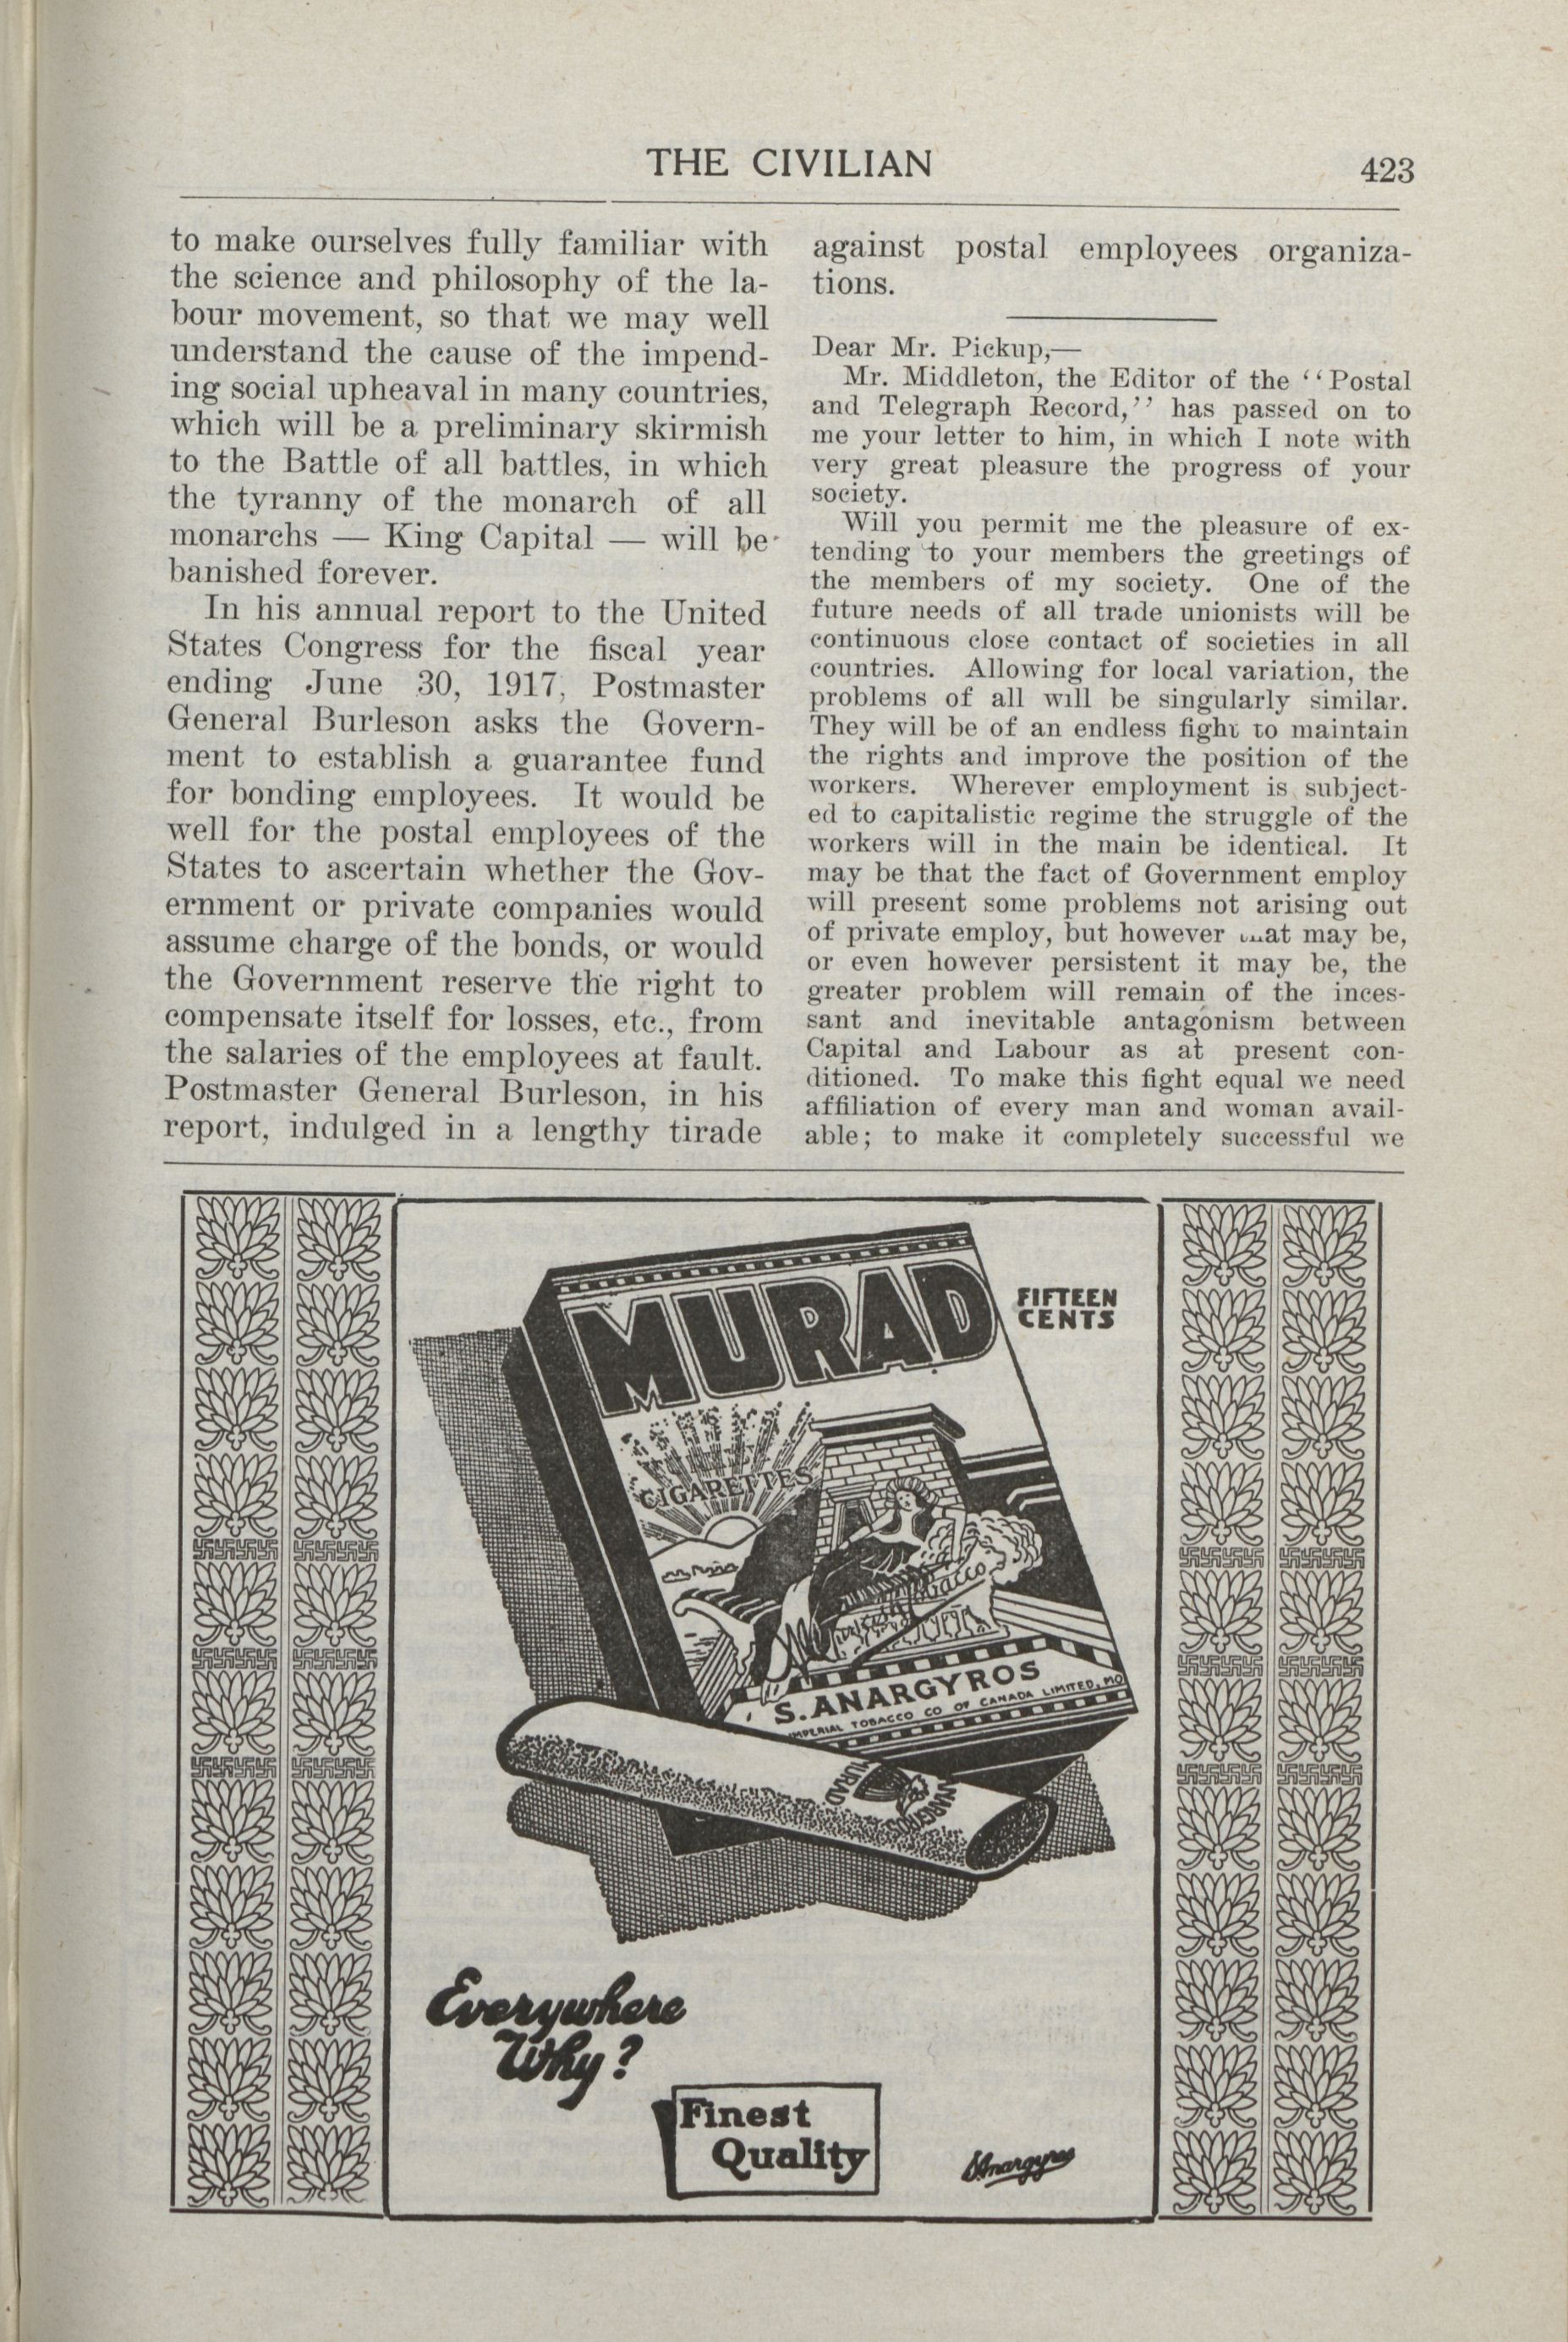 THE CIVILIAN
423
to make ourselves fully familiar with
the science and philosophy of the la-
bour movement, so that we may well
understand the cause of the impend-
ing social upheaval in many countries,
which will be a preliminary skirmish
to the Battle of all battles, in which
the tyranny of the monarch of all
monarchs — King Capital — will be
banished forever.
In his annual report to the United
States Congress for the fiscal year
ending June 30, 1917, Postmaster
General Burleson asks the Govern-
ment to establish a guarantee fund
for bonding employees. It would be
well for the postal employees of the
States to ascertain whether the Gov-
ernment or private companies would
assume charge of the bonds, or would
the Government reserve the right to
compensate itself for losses, etc., from
the salaries of the employees at fault.
Postmaster General Burleson, in his
report, indulged in a lengthy tirade
against postal employees organiza-
tions.
Dear Mr. Pickup,—
Mr. Middleton, the Editor of the ‘‘Postal
and Telegraph Record,’’ has passed on to
me your letter to him, in which I note with
very great pleasure the progress of your
society.
Will you permit me the pleasure of ex-
tending to your members the greetings of
the members of my society. One of the
future needs of all trade unionists will be
continuous close contact of societies in all
countries. Allowing for local variation, the
problems of all will be singularly similar.
They will be of an endless fight to maintain
the rights and improve the position of the
workers. Wherever employment is subject-
ed to capitalistic regime the struggle of the
workers will in the main be identical. It
may be that the fact of Government employ
will present some problems not arising out
of private employ, but however that may be,
or even however persistent it may be, the
greater problem will remain of the inces-
sant and inevitable antagonism between
Capital and Labour as at present con-
ditioned. To make this fight equal we need
affiliation of every man and woman avail-
able; to make it completely successful we
MURAD
FIFTEEN
CENTS
CIGARETTES
Tobacco
S. ANARGYROS
IMPERIAL TOBACCO CO OF CANADA LIMITED, MO
MURAD
ANARGYROS
Everywhere
Why?
Finest
Quality
S. Anargyros